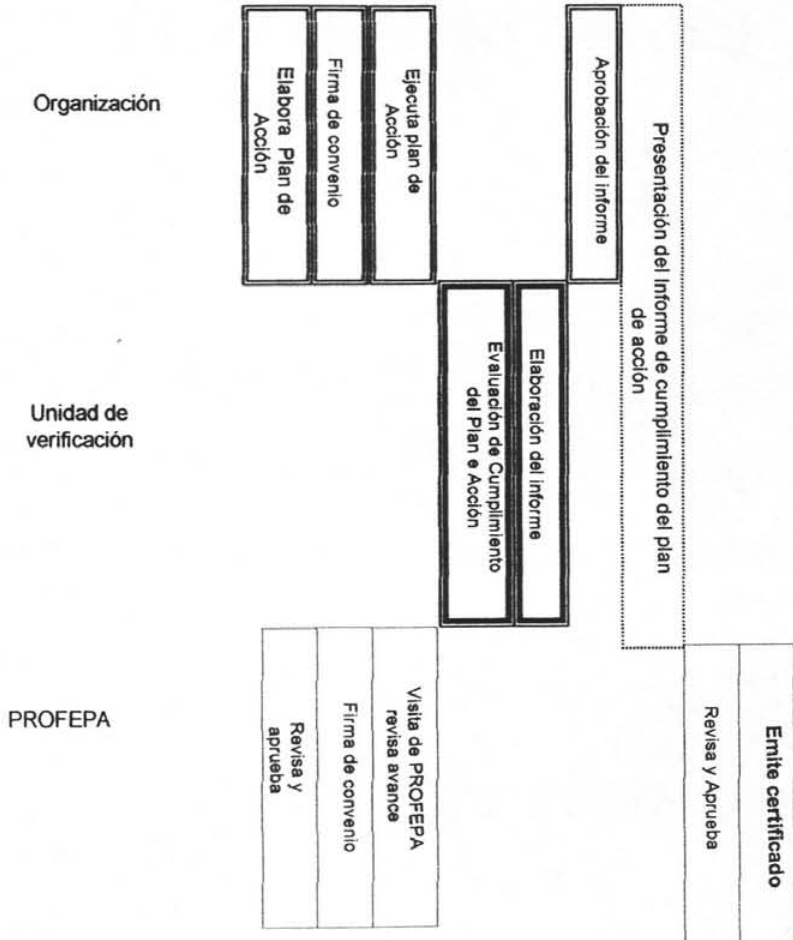 Organización
Elabora Plan de
Acción
Firma de convenio
Ejecuta plan de
Acción
Aprobación del informe
Presentación del Informe de cumplimiento del plan
de acción
Unidad de
verificación
Evaluación de Cumplimiento
del Plan e Acción
Elaboración del informe
PROFEPA
Revisa y
aprueba
Firma de convenio
Visita de PROFEPA
revisa avance
Revisa y Aprueba
Emite certificado